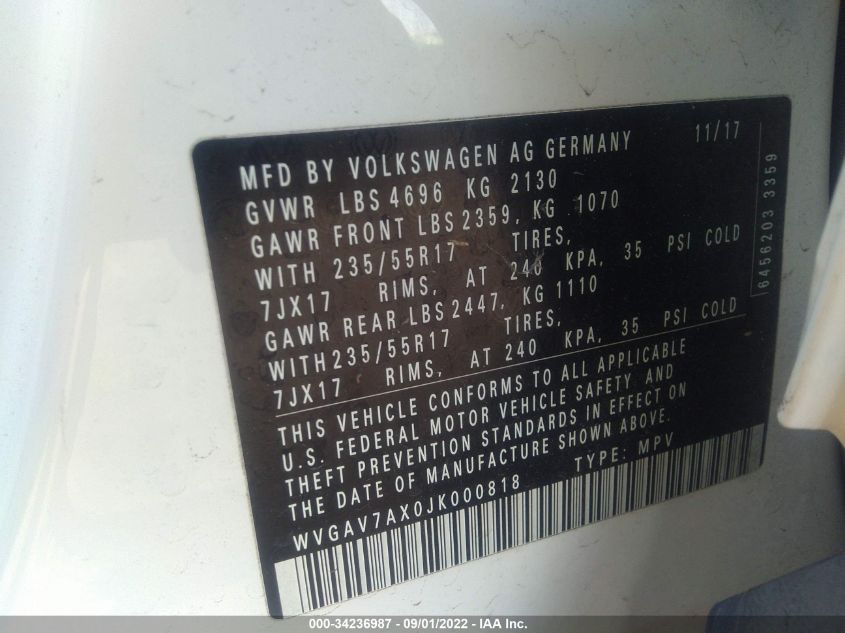 MFD BY VOLKSWAGEN AG GERMANY 11/17
GVWR LBS 4696 KG 2130
GAWR FRONT LBS 2359, KG 1070
WITH 235/55R17 TIRES,
7JX17 RIMS, AT 240 KPA, 35 PSI COLD
GAWR REAR LBS 2447, KG 1110
WITH 235/55R17 TIRES,
7JX17 RIMS, AT 240 KPA, 35 PSI COLD
THIS VEHICLE CONFORMS TO ALL APPLICABLE
U.S. FEDERAL MOTOR VEHICLE SAFETY AND
THEFT PREVENTION STANDARDS IN EFFECT ON
THE DATE OF MANUFACTURE SHOWN ABOVE.
WVGAV7AX0JK000818 TYPE: MPV
6456203 3359
000-34236987 - 09/01/2022 - IAA Inc.